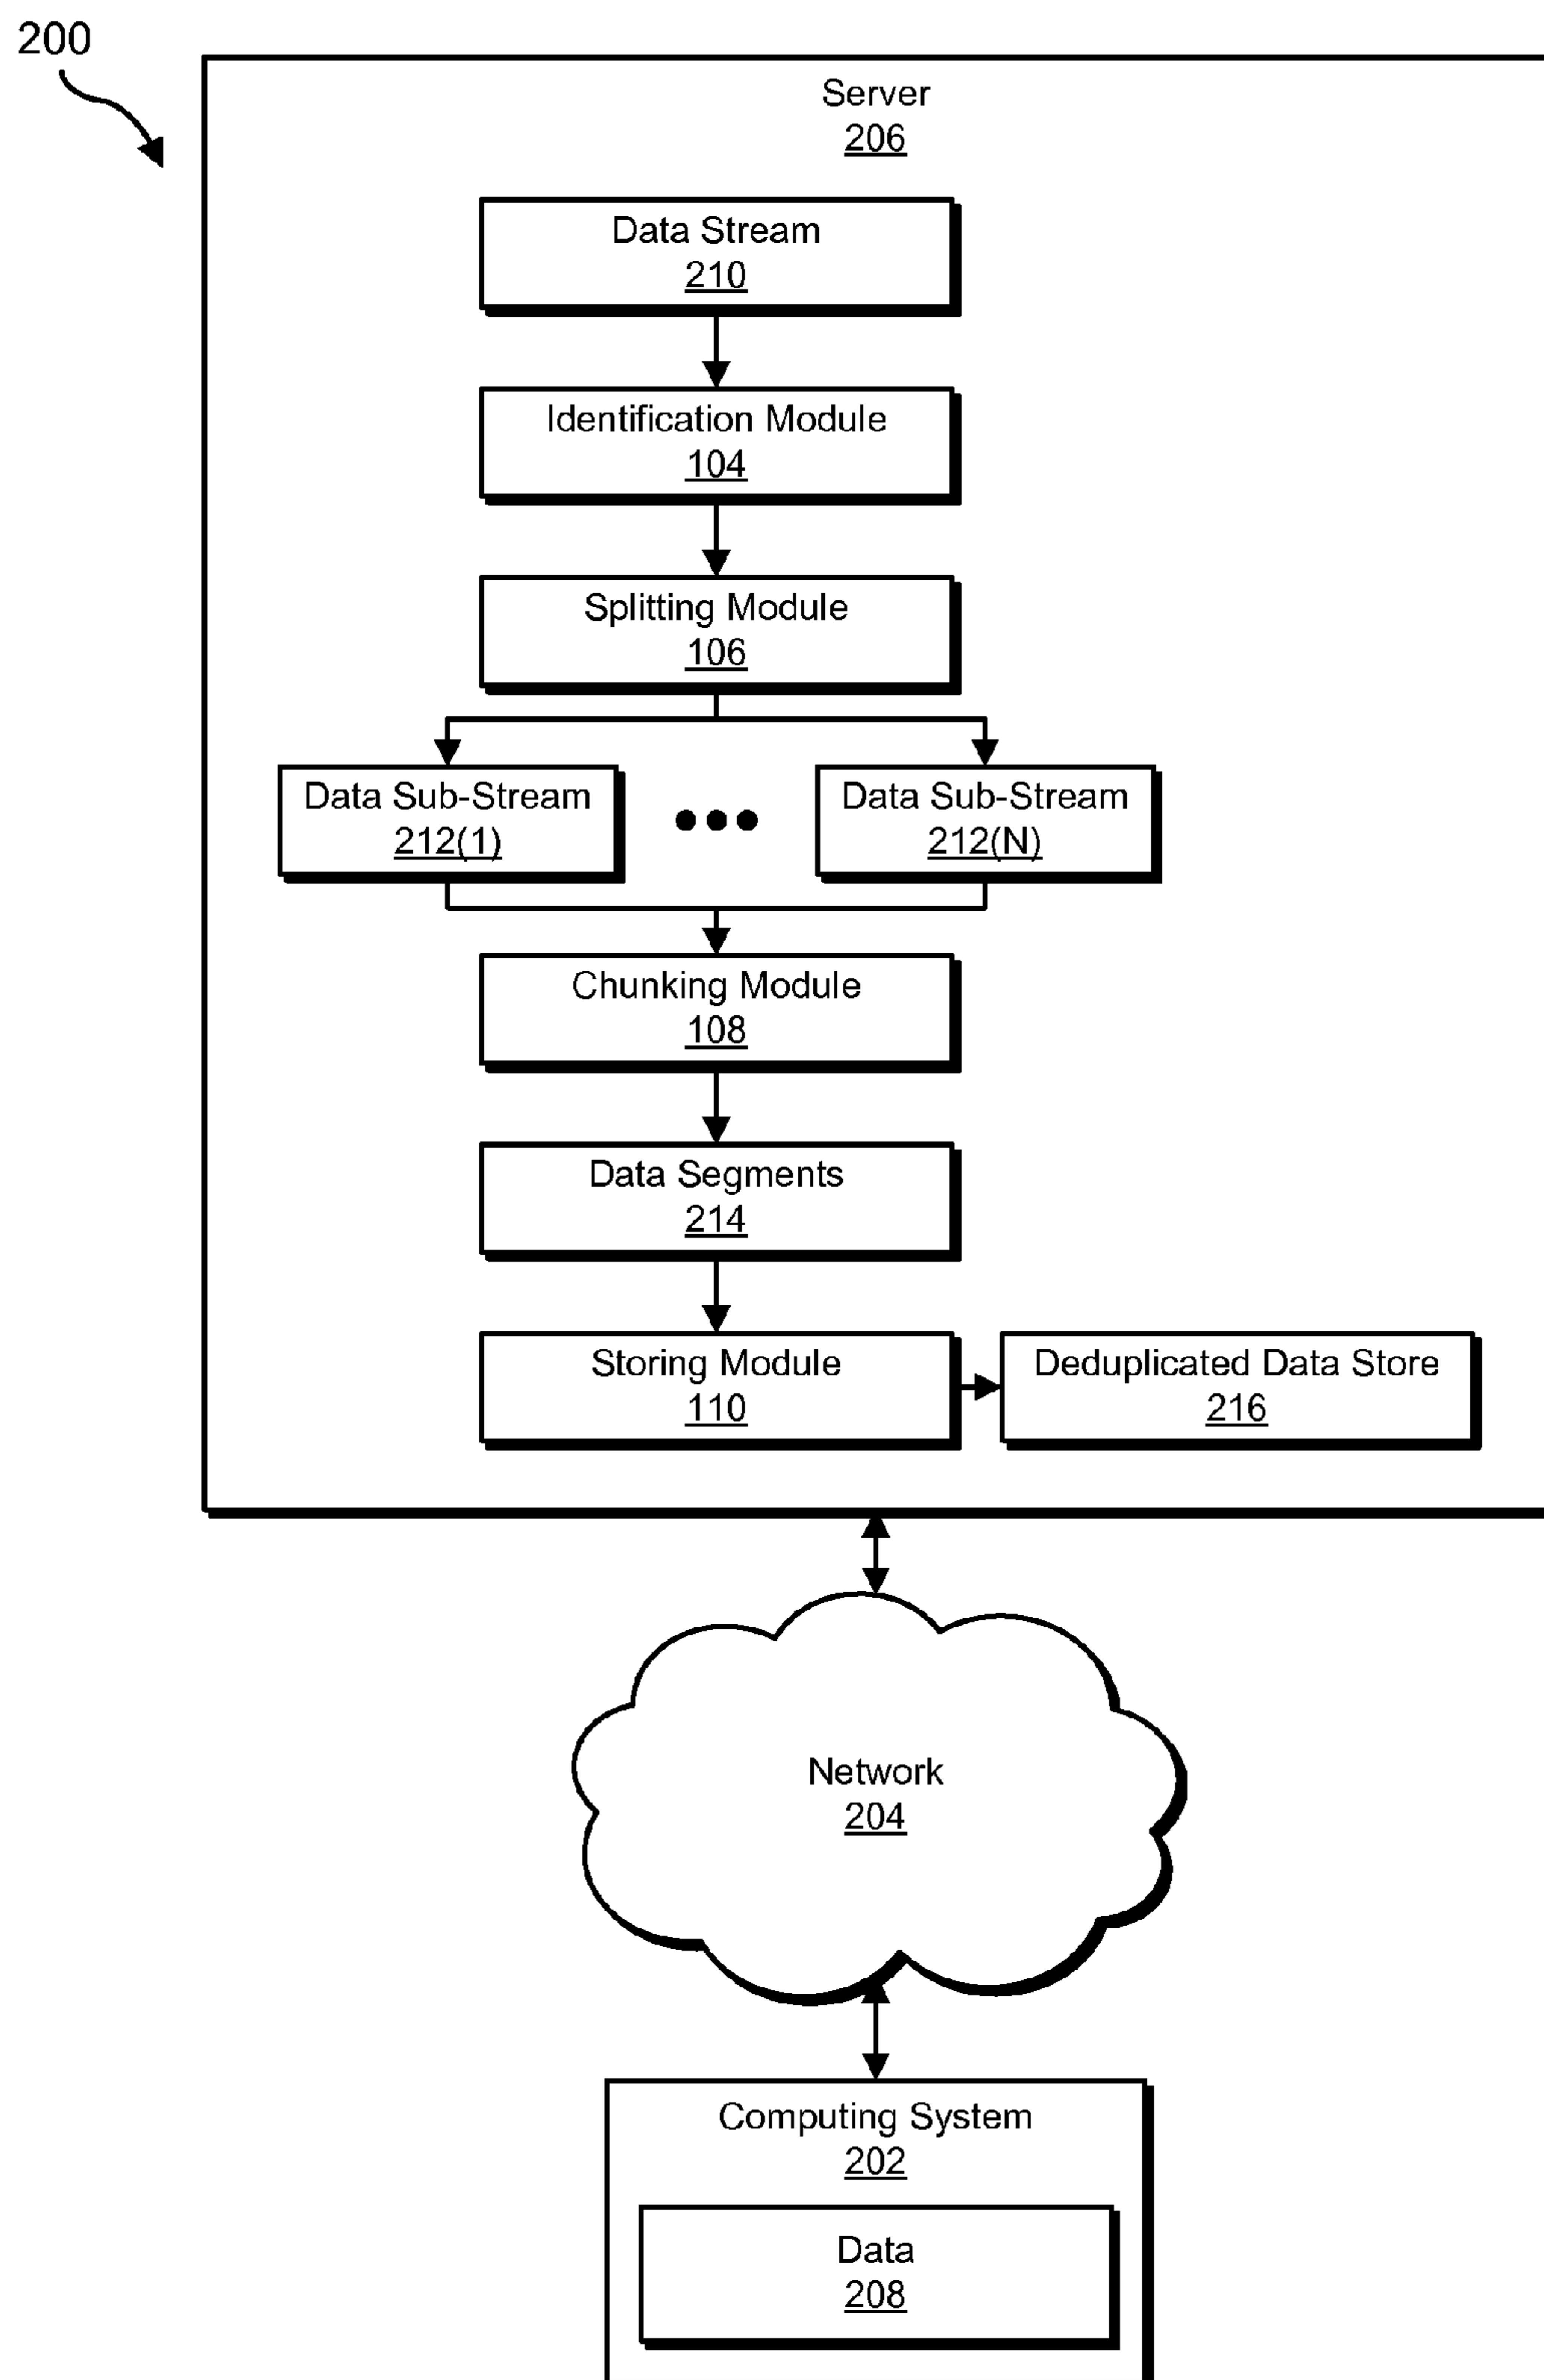 200
Server
206
Data Stream
210
Identification Module
104
Splitting Module
106
Data Sub-Stream
212(1)
Data Sub-Stream
212(N)
Chunking Module
108
Data Segments
214
Storing Module
110
Deduplicated Data Store
216
Network
204
Computing System
202
Data
208